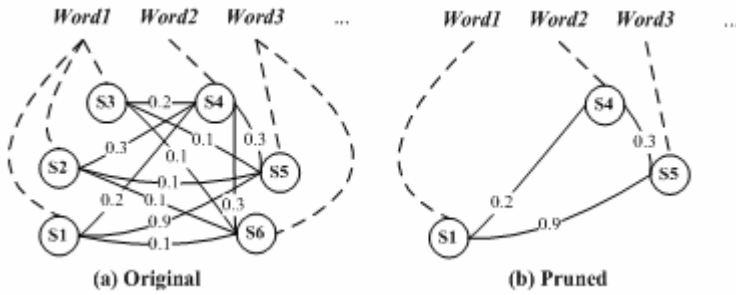 Word1 Word2 Word3 ... Word1 Word2 Word3 ...
S3 0.2 S4 S4
0.3 0.1 0.3 0.3
S2 0.1 S5 S5
0.1
0.2 0.1 0.9 0.3 0.2 0.9
S1 0.1 S6 S1
(a) Original (b) Pruned